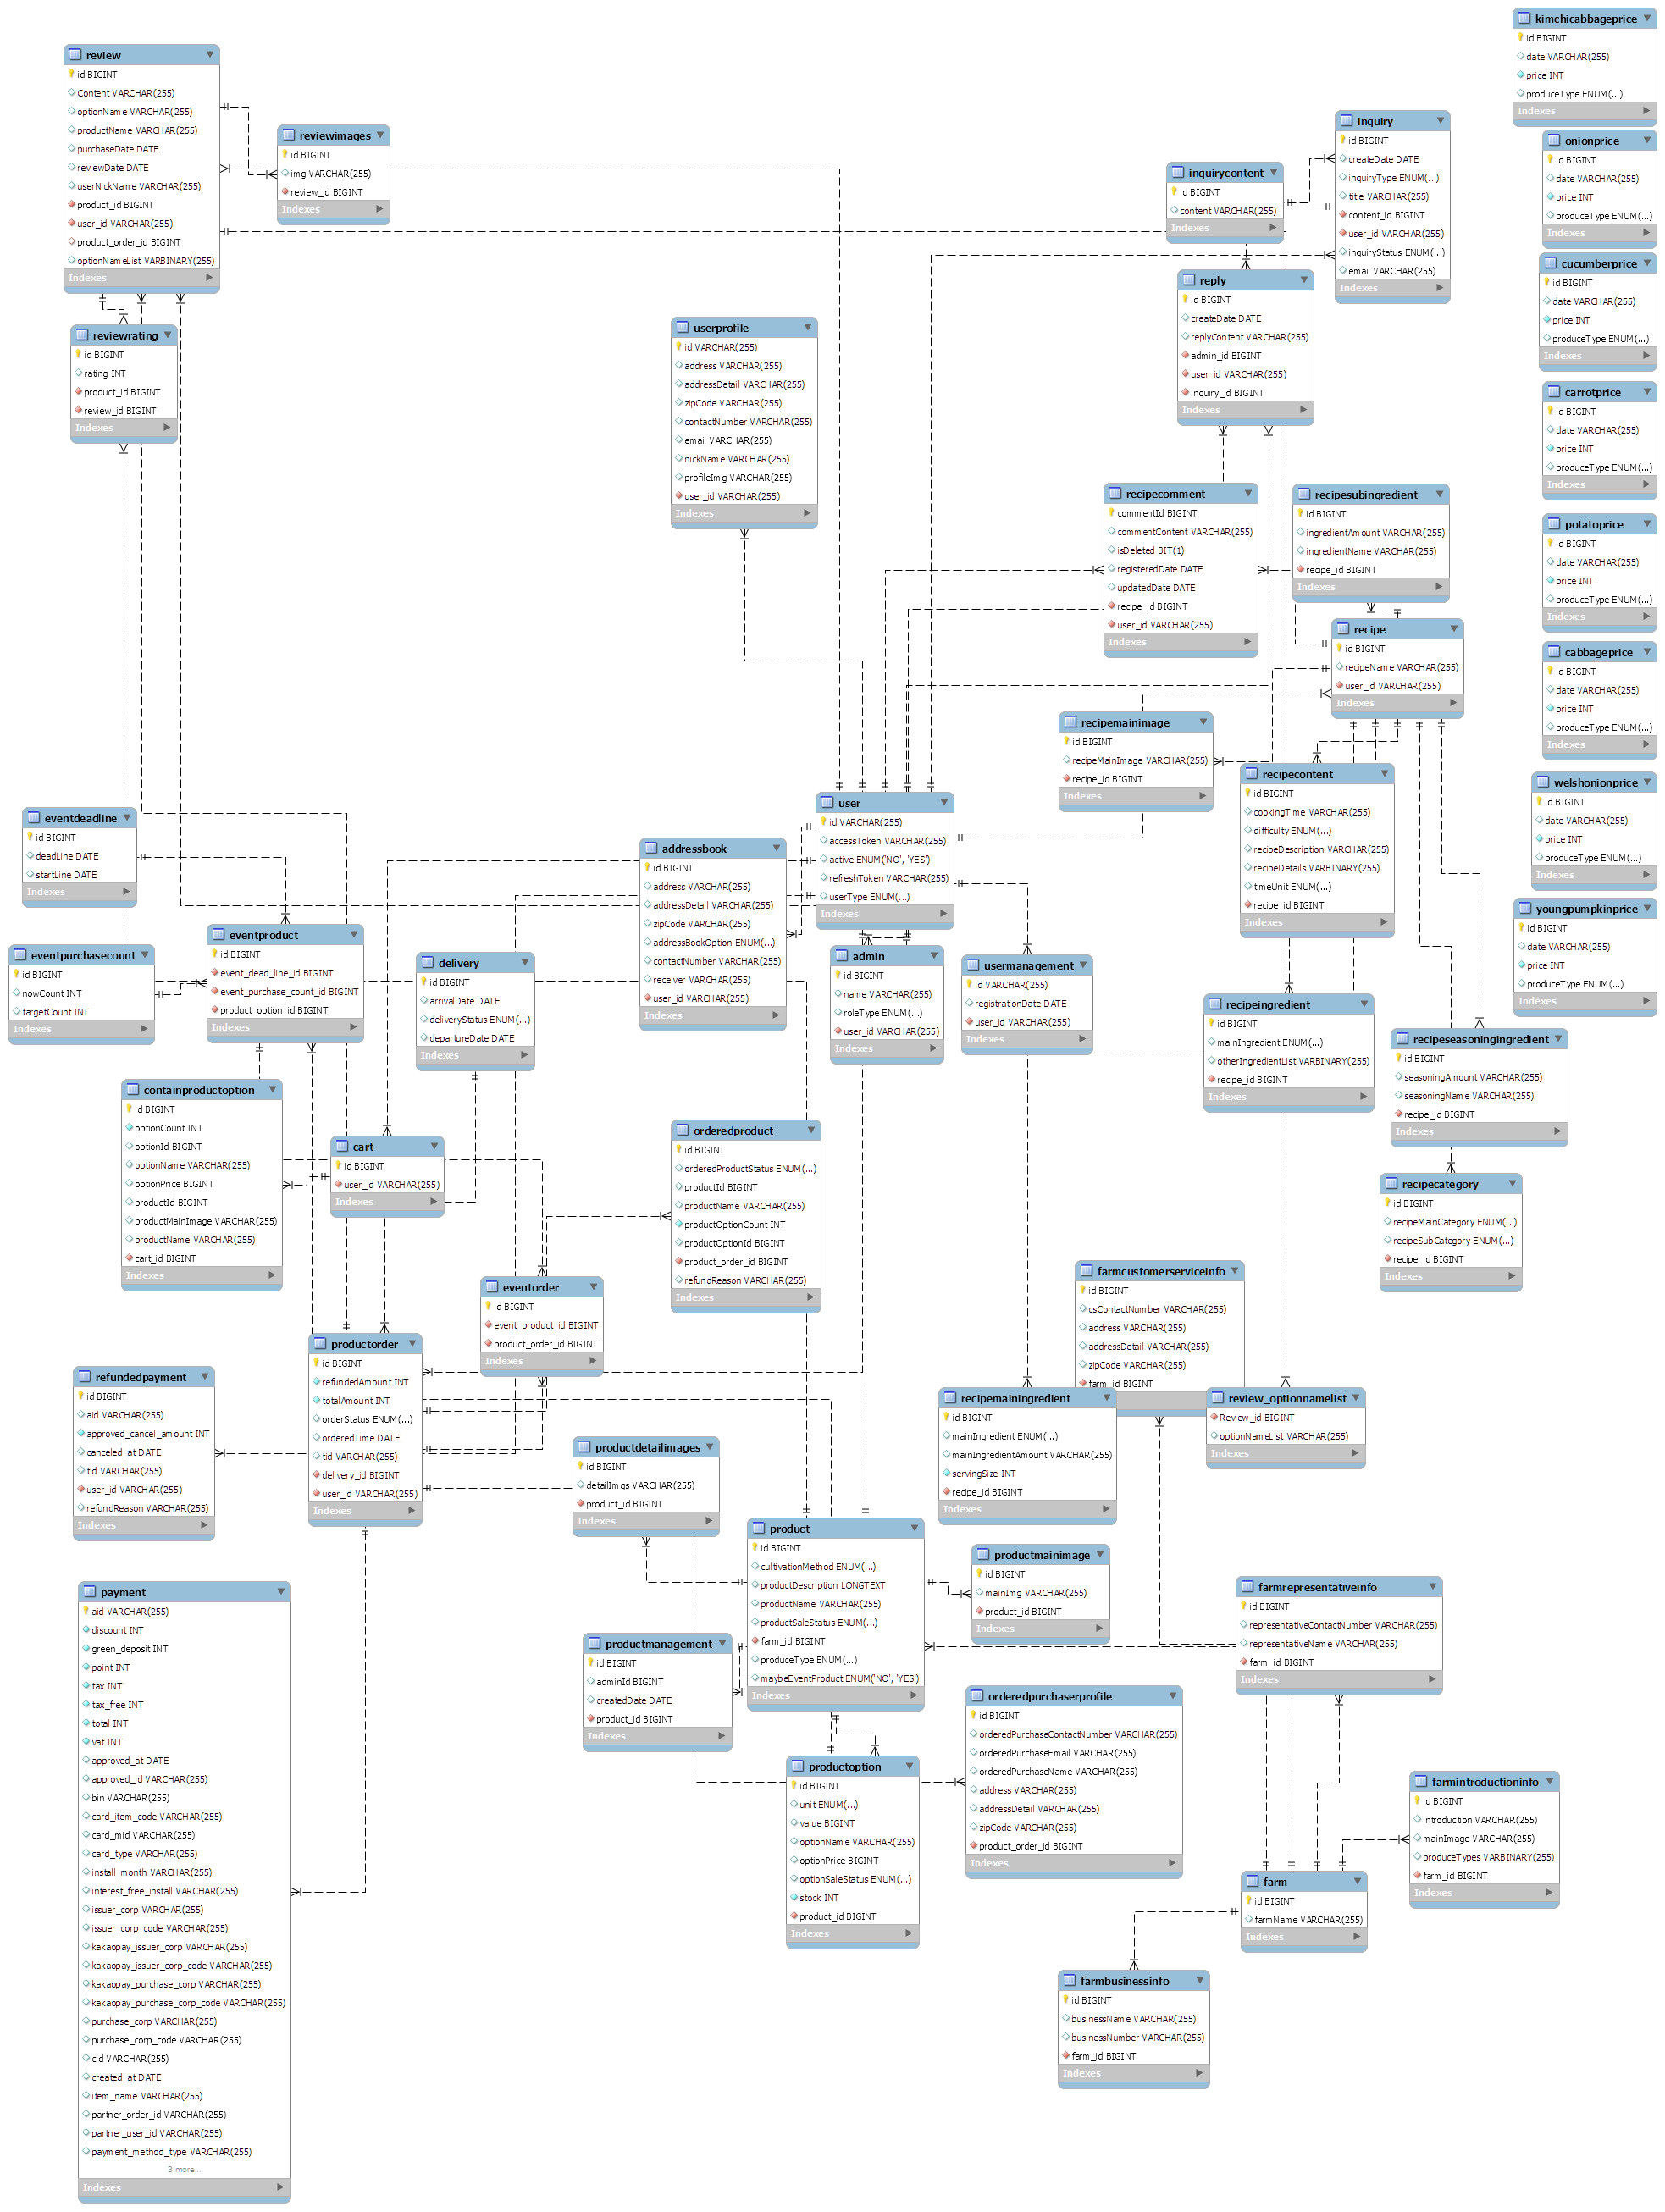 kimchicabbageprice
id BIGINT
date VARCHAR(255)
price INT
produceType ENUM(...)
Indexes
review
id BIGINT
Content VARCHAR(255)
optionName VARCHAR(255)
productName VARCHAR(255)
purchaseDate DATE
reviewDate DATE
userNickName VARCHAR(255)
product_id BIGINT
user_id VARCHAR(255)
product_order_id BIGINT
optionNameList VARBINARY(255)
Indexes
reviewimages
id BIGINT
img VARCHAR(255)
review_id BIGINT
Indexes
inquiry
id BIGINT
createDate DATE
inquiryType ENUM(...)
title VARCHAR(255)
content_id BIGINT
user_id VARCHAR(255)
inquiryStatus ENUM(...)
email VARCHAR(255)
Indexes
inquirycontent
id BIGINT
content VARCHAR(255)
Indexes
onionprice
id BIGINT
date VARCHAR(255)
price INT
produceType ENUM(...)
Indexes
cucumberprice
id BIGINT
date VARCHAR(255)
price INT
produceType ENUM(...)
Indexes
reply
id BIGINT
createDate DATE
replyContent VARCHAR(255)
admin_id BIGINT
user_id VARCHAR(255)
inquiry_id BIGINT
Indexes
reviewrating
id BIGINT
rating INT
product_id BIGINT
review_id BIGINT
Indexes
userprofile
id VARCHAR(255)
address VARCHAR(255)
addressDetail VARCHAR(255)
zipCode VARCHAR(255)
contactNumber VARCHAR(255)
email VARCHAR(255)
nickName VARCHAR(255)
profileImg VARCHAR(255)
user_id VARCHAR(255)
Indexes
carrotprice
id BIGINT
date VARCHAR(255)
price INT
produceType ENUM(...)
Indexes
recipecomment
commentId BIGINT
commentContent VARCHAR(255)
isDeleted BIT(1)
registeredDate DATE
updatedDate DATE
recipe_id BIGINT
user_id VARCHAR(255)
Indexes
recipesubingredient
id BIGINT
ingredientAmount VARCHAR(255)
ingredientName VARCHAR(255)
recipe_id BIGINT
Indexes
potatoprice
id BIGINT
date VARCHAR(255)
price INT
produceType ENUM(...)
Indexes
recipe
id BIGINT
recipeName VARCHAR(255)
user_id VARCHAR(255)
Indexes
cabbageprice
id BIGINT
date VARCHAR(255)
price INT
produceType ENUM(...)
Indexes
recipemainimage
id BIGINT
recipeMainImage VARCHAR(255)
recipe_id BIGINT
Indexes
recipecontent
id BIGINT
cookingTime VARCHAR(255)
difficulty ENUM(...)
recipeDescription VARCHAR(255)
recipeDetails VARBINARY(255)
timeUnit ENUM(...)
recipe_id BIGINT
Indexes
welshonionprice
id BIGINT
date VARCHAR(255)
price INT
produceType ENUM(...)
Indexes
user
id VARCHAR(255)
accessToken VARCHAR(255)
active ENUM('NO', 'YES')
refreshToken VARCHAR(255)
userType ENUM(...)
Indexes
eventdeadline
id BIGINT
deadLine DATE
startLine DATE
Indexes
addressbook
id BIGINT
address VARCHAR(255)
addressDetail VARCHAR(255)
zipCode VARCHAR(255)
addressBookOption ENUM(...)
contactNumber VARCHAR(255)
receiver VARCHAR(255)
user_id VARCHAR(255)
Indexes
youngpumpkinprice
id BIGINT
date VARCHAR(255)
price INT
produceType ENUM(...)
Indexes
eventpurchasecount
id BIGINT
nowCount INT
targetCount INT
Indexes
eventproduct
id BIGINT
event_dead_line_id BIGINT
event_purchase_count_id BIGINT
product_option_id BIGINT
Indexes
delivery
id BIGINT
arrivalDate DATE
deliveryStatus ENUM(...)
departureDate DATE
Indexes
admin
id BIGINT
name VARCHAR(255)
roleType ENUM(...)
user_id VARCHAR(255)
Indexes
usermanagement
id VARCHAR(255)
registrationDate DATE
user_id VARCHAR(255)
Indexes
recipeingredient
id BIGINT
mainIngredient ENUM(...)
otherIngredientList VARBINARY(255)
recipe_id BIGINT
Indexes
recipeseasoningingredient
id BIGINT
seasoningAmount VARCHAR(255)
seasoningName VARCHAR(255)
recipe_id BIGINT
Indexes
containproductoption
id BIGINT
optionCount INT
optionId BIGINT
optionName VARCHAR(255)
optionPrice BIGINT
productId BIGINT
productMainImage VARCHAR(255)
productName VARCHAR(255)
cart_id BIGINT
Indexes
cart
id BIGINT
user_id VARCHAR(255)
Indexes
orderedproduct
id BIGINT
orderedProductStatus ENUM(...)
productId BIGINT
productName VARCHAR(255)
productOptionCount INT
productOptionId BIGINT
product_order_id BIGINT
refundReason VARCHAR(255)
Indexes
recipecategory
id BIGINT
recipeMainCategory ENUM(...)
recipeSubCategory ENUM(...)
recipe_id BIGINT
Indexes
eventorder
id BIGINT
event_product_id BIGINT
product_order_id BIGINT
Indexes
farmcustomerserviceinfo
id BIGINT
csContactNumber VARCHAR(255)
address VARCHAR(255)
addressDetail VARCHAR(255)
zipCode VARCHAR(255)
farm_id BIGINT
productorder
id BIGINT
refundedAmount INT
totalAmount INT
orderStatus ENUM(...)
orderedTime DATE
tid VARCHAR(255)
delivery_id BIGINT
user_id VARCHAR(255)
Indexes
refundedpayment
id BIGINT
aid VARCHAR(255)
approved_cancel_amount INT
canceled_at DATE
tid VARCHAR(255)
user_id VARCHAR(255)
refundReason VARCHAR(255)
Indexes
recipemainingredient
id BIGINT
mainIngredient ENUM(...)
mainIngredientAmount VARCHAR(255)
servingSize INT
recipe_id BIGINT
Indexes
review_optionnamelist
Review_id BIGINT
optionNameList VARCHAR(255)
Indexes
productdetailimages
id BIGINT
detailImgs VARCHAR(255)
product_id BIGINT
Indexes
product
id BIGINT
cultivationMethod ENUM(...)
productDescription LONGTEXT
productName VARCHAR(255)
productSaleStatus ENUM(...)
farm_id BIGINT
produceType ENUM(...)
maybeEventProduct ENUM('NO', 'YES')
Indexes
productmainimage
id BIGINT
mainImg VARCHAR(255)
product_id BIGINT
Indexes
payment
aid VARCHAR(255)
discount INT
green_deposit INT
point INT
tax INT
tax_free INT
total INT
vat INT
approved_at DATE
approved_id VARCHAR(255)
bin VARCHAR(255)
card_item_code VARCHAR(255)
card_mid VARCHAR(255)
card_type VARCHAR(255)
install_month VARCHAR(255)
interest_free_install VARCHAR(255)
issuer_corp VARCHAR(255)
issuer_corp_code VARCHAR(255)
kakaopay_issuer_corp VARCHAR(255)
kakaopay_issuer_corp_code VARCHAR(255)
kakaopay_purchase_corp VARCHAR(255)
kakaopay_purchase_corp_code VARCHAR(255)
purchase_corp VARCHAR(255)
purchase_corp_code VARCHAR(255)
cid VARCHAR(255)
created_at DATE
item_name VARCHAR(255)
partner_order_id VARCHAR(255)
partner_user_id VARCHAR(255)
payment_method_type VARCHAR(255)
3 more...
Indexes
farmrepresentativeinfo
id BIGINT
representativeContactNumber VARCHAR(255)
representativeName VARCHAR(255)
farm_id BIGINT
Indexes
productmanagement
id BIGINT
adminId BIGINT
createdDate DATE
product_id BIGINT
Indexes
orderedpurchaserprofile
id BIGINT
orderedPurchaseContactNumber VARCHAR(255)
orderedPurchaseEmail VARCHAR(255)
orderedPurchaseName VARCHAR(255)
address VARCHAR(255)
addressDetail VARCHAR(255)
zipCode VARCHAR(255)
product_order_id BIGINT
Indexes
productoption
id BIGINT
unit ENUM(...)
value BIGINT
optionName VARCHAR(255)
optionPrice BIGINT
optionSaleStatus ENUM(...)
stock INT
product_id BIGINT
Indexes
farmintroductioninfo
id BIGINT
introduction VARCHAR(255)
mainImage VARCHAR(255)
produceTypes VARBINARY(255)
farm_id BIGINT
Indexes
farm
id BIGINT
farmName VARCHAR(255)
Indexes
farmbusinessinfo
id BIGINT
businessName VARCHAR(255)
businessNumber VARCHAR(255)
farm_id BIGINT
Indexes